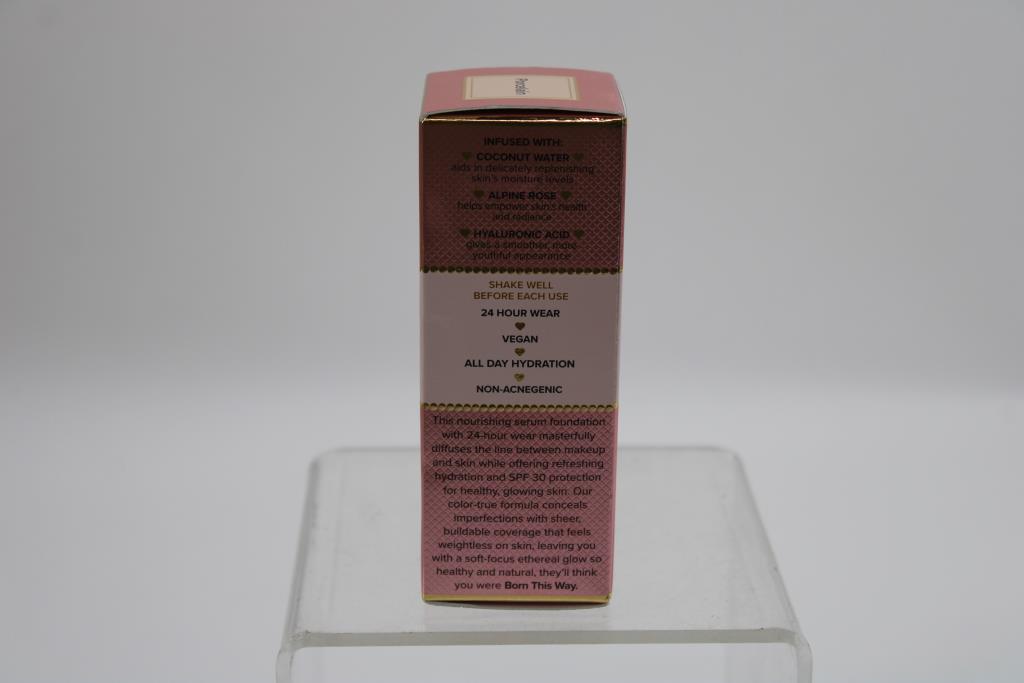 Porcelain
INFUSED WITH:
COCONUT WATER
aids in delicately replenishing
skin's moisture levels
ALPINE ROSE
helps empower skin's health
and radiance
HYALURONIC ACID
gives a smoother, more
youthful appearance
SHAKE WELL
BEFORE EACH USE
24 HOUR WEAR
VEGAN
ALL DAY HYDRATION
NON-ACNEGENIC
This nourishing serum foundation
with 24-hour wear masterfully
diffuses the line between makeup
and skin while offering refreshing
hydration and SPF 30 protection
for healthy, glowing skin. Our
color-true formula conceals
imperfections with sheer,
buildable coverage that feels
weightless on skin, leaving you
with a soft-focus ethereal glow so
healthy and natural, they'll think
you were Born This Way.